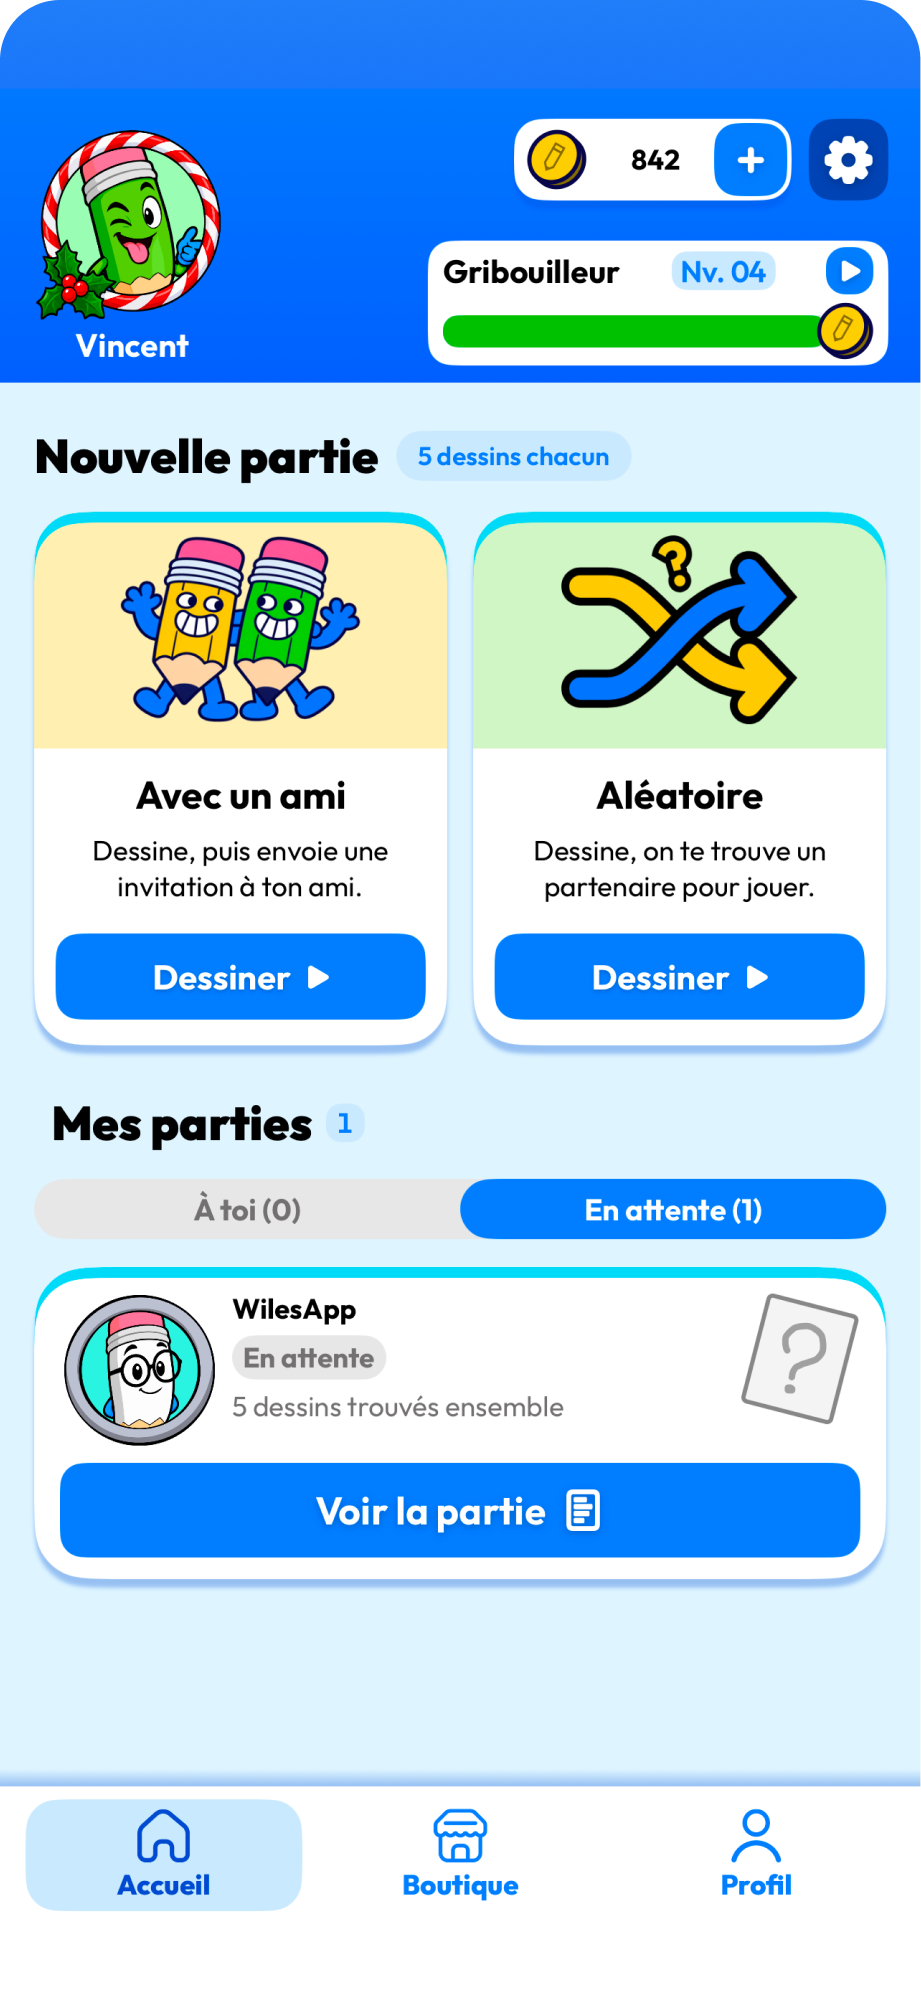 842
Gribouilleur
Nv. 04
Vincent
Nouvelle partie
5 dessins chacun
?
Avec un ami
Dessine, puis envoie une
invitation à ton ami.
Dessiner
Aléatoire
Dessine, on te trouve un
partenaire pour jouer.
Dessiner
Mes parties
1
À toi (0)
En attente (1)
WilesApp
En attente
5 dessins trouvés ensemble
?
Voir la partie
Accueil
Boutique
Profil